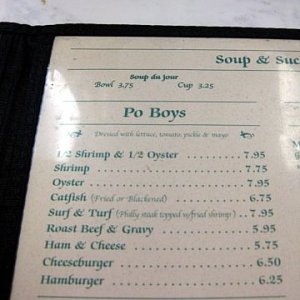 Soup & Suc
Soup du jour
Bowl 3.75 Cup 3.25
Po Boys
Dressed with lettuce, tomato, pickle & mayo
1/2 Shrimp & 1/2 Oyster ........ 7.95
Shrimp .................. 7.75
Oyster .................. 7.95
Catfish (Fried or Blackened) ........ 6.75
Surf & Turf (Philly steak topped w/fried shrimp) .. 7.95
Roast Beef & Gravy ........... 5.95
Ham & Cheese ............. 5.75
Cheeseburger ............. 6.50
Hamburger .............. 6.25